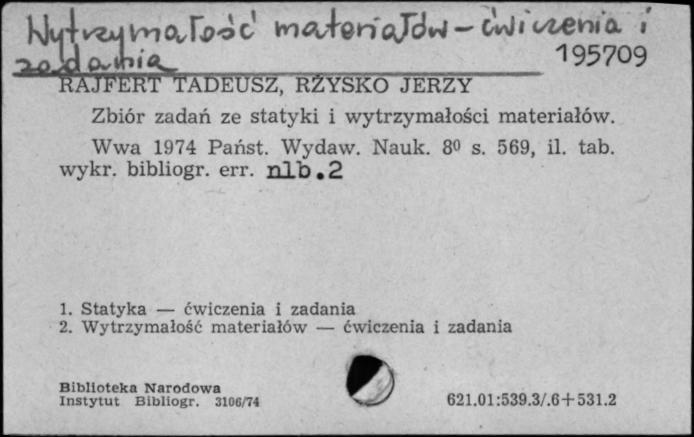 Wytrzymałość materiałów - ćwiczenia i
zadania
195709
RAJFERT TADEUSZ, RŻYSKO JERZY
Zbiór zadań ze statyki i wytrzymałości materiałów.
Wwa 1974 Państ. Wydaw. Nauk. 8⁰ s. 569, il. tab.
wykr. bibliogr. err. nlb.2
1. Statyka — ćwiczenia i zadania
2. Wytrzymałość materiałów — ćwiczenia i zadania
Biblioteka Narodowa
Instytut Bibliogr. 3106/74
621.01:539.3/.6+531.2